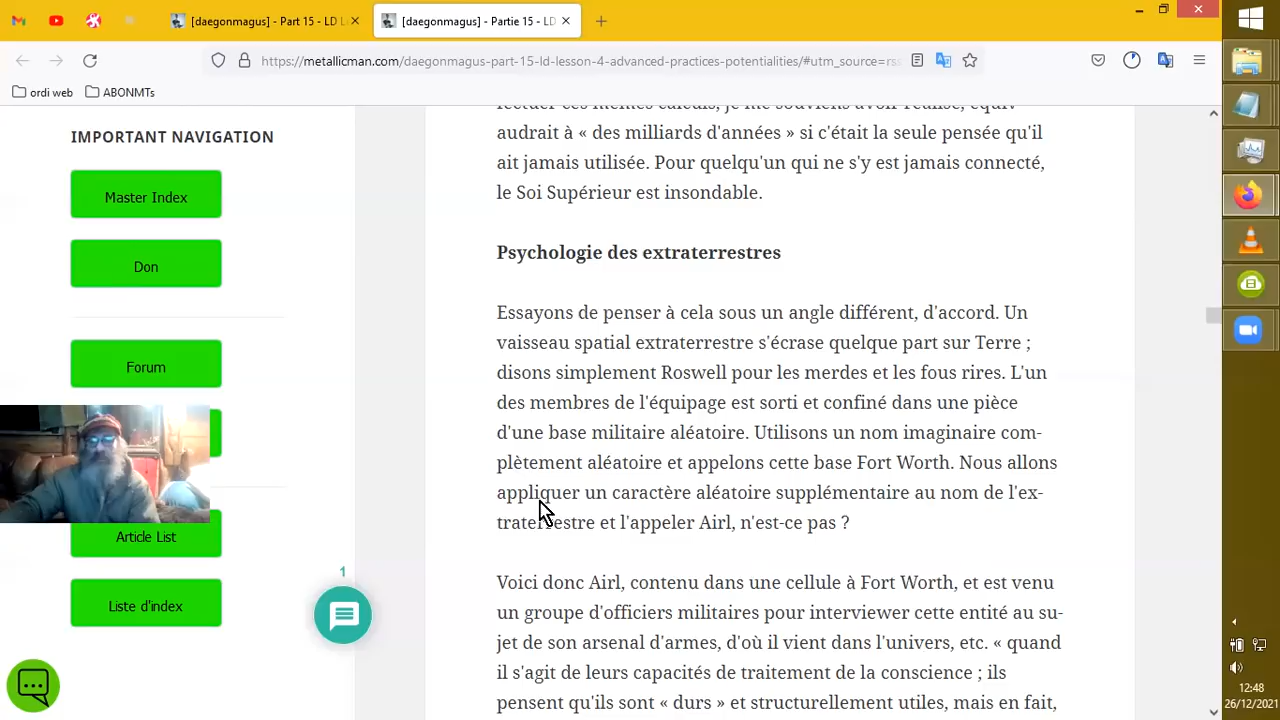 [daegonmagus] - Part 15 - LD L
[daegonmagus] - Partie 15 - LD
https://metallicman.com/daegonmagus-part-15
lesson-4-advanced-practices-potentialities/#utm_source=rs
ordi web
ABONMTs
IMPORTANT NAVIGATION
Master Index
Don
Forum
Article List
Liste d'index
audrait à « des milliards d'années » si c'était la seule pensée qu'il
ait jamais utilisée. Pour quelqu'un qui ne s'y est jamais connecté,
le Soi Supérieur est insondable.
Psychologie des extraterrestres
Essayons de penser à cela sous un angle différent, d'accord. Un
vaisseau spatial extraterrestre s'écrase quelque part sur Terre ;
disons simplement Roswell pour les merdes et les fous rires. L'un
des membres de l'équipage est sorti et confiné dans une pièce
d'une base militaire aléatoire. Utilisons un nom imaginaire com-
plètement aléatoire et appelons cette base Fort Worth. Nous allons
appliquer un caractère aléatoire supplémentaire au nom de l'ex-
traterrestre et l'appeler Airl, n'est-ce pas ?
Voici donc Airl, contenu dans une cellule à Fort Worth, et est venu
un groupe d'officiers militaires pour interviewer cette entité au su-
jet de son arsenal d'armes, d'où il vient dans l'univers, etc. « quand
il s'agit de leurs capacités de traitement de la conscience ; ils
pensent qu'ils sont « durs » et structurellement utiles, mais en fait,
1
12:48
26/12/2021